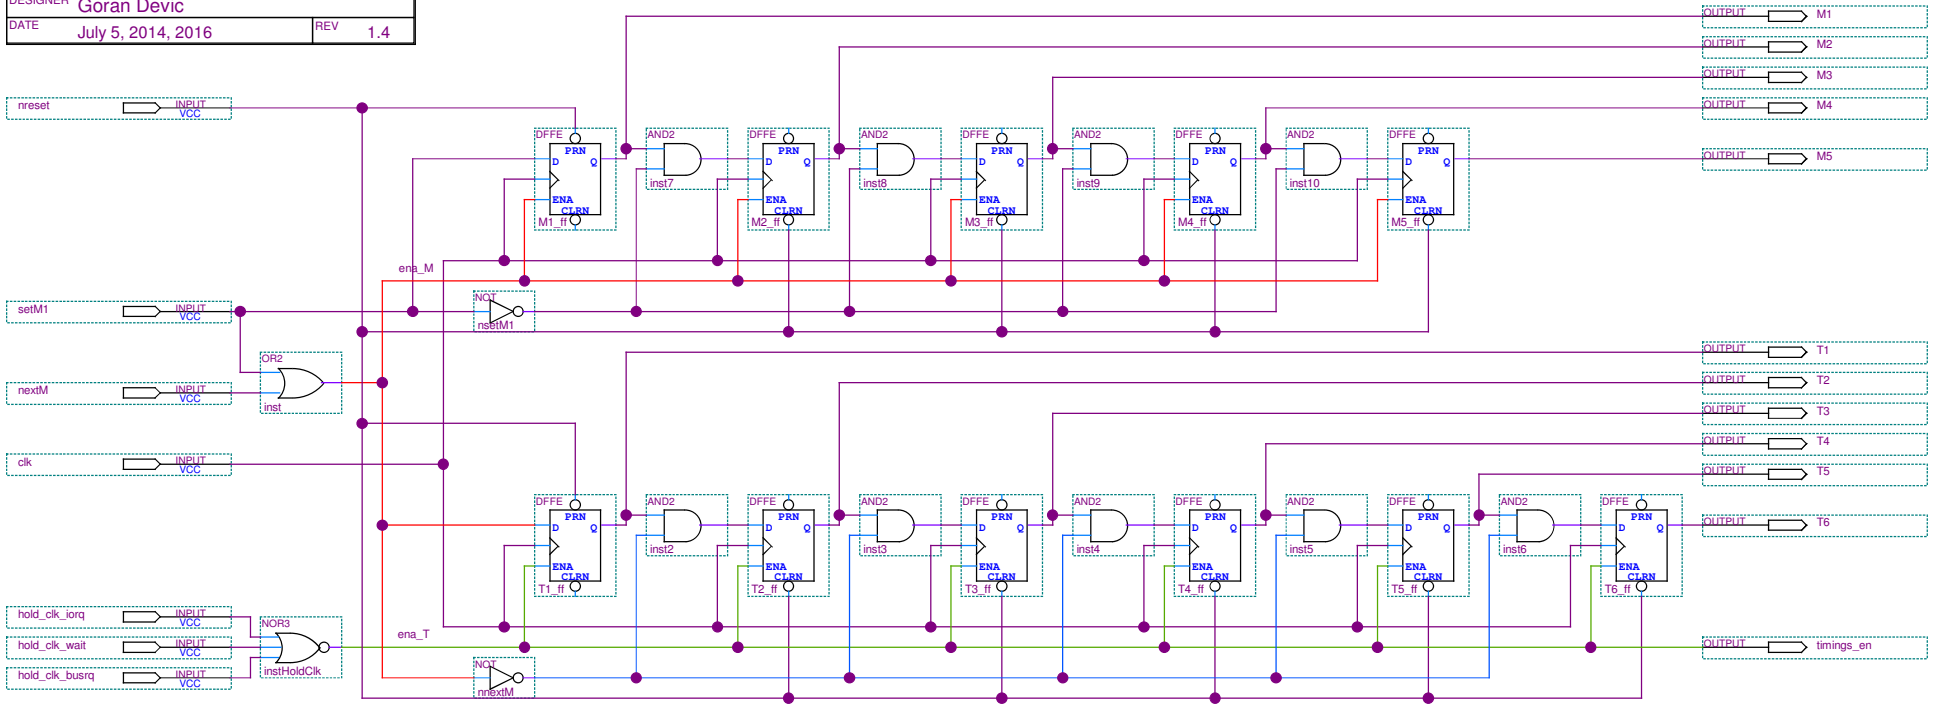 DESIGNER Goran Devic
DATE July 5, 2014, 2016 REV 1.4
OUTPUT M1
OUTPUT M2
OUTPUT M3
nreset INPUT VCC OUTPUT M4
DFFE AND2 DFFE AND2 DFFE AND2 DFFE AND2 DFFE
PRN PRN PRN PRN PRN
D Q D Q D Q D Q D Q OUTPUT M5
inst7 inst8 inst9 inst10
ENA ENA ENA ENA ENA
CLRN CLRN CLRN CLRN CLRN
M1_ff M2_ff M3_ff M4_ff M5_ff
ena_M
NOT
setM1 INPUT VCC
nsetM1
OUTPUT T1
OR2
nextM INPUT VCC OUTPUT T2
inst
OUTPUT T3
OUTPUT T4
clk INPUT VCC
OUTPUT T5
DFFE AND2 DFFE AND2 DFFE AND2 DFFE AND2 DFFE AND2 DFFE
PRN PRN PRN PRN PRN PRN
D Q D Q D Q D Q D Q D Q OUTPUT T6
inst2 inst3 inst4 inst5 inst6
ENA ENA ENA ENA ENA ENA
CLRN CLRN CLRN CLRN CLRN CLRN
T1_ff T2_ff T3_ff T4_ff T5_ff T6_ff
hold_clk_iorq INPUT VCC
NOR3
ena_T
hold_clk_wait INPUT VCC OUTPUT timings_en
instHoldClk
hold_clk_busrq INPUT VCC
NOT
nnextM